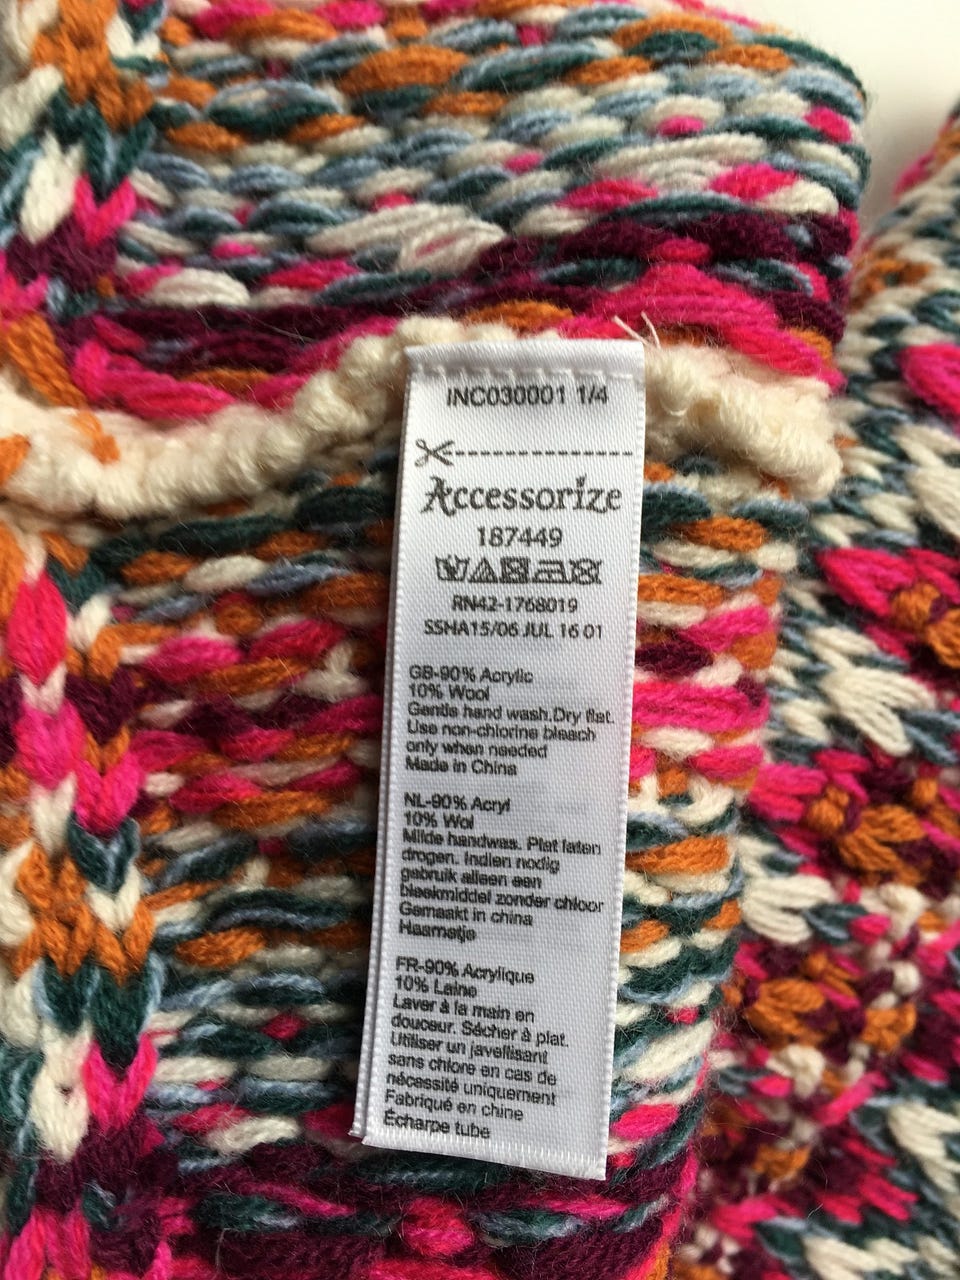 INC030001 1/4
Accessorize
187449
RN42-1768019
SSHA15/06 JUL 16 01
GB-90% Acrylic
10% Wool
Gentle hand wash.Dry flat.
Use non-chlorine bleach
only when needed
Made in China
NL-90% Acryl
10% Wol
Milde handwas. Plat laten
drogen. Indien nodig
gebruik alleen een
bleekmiddel zonder chloor
Gemaakt in china
Haarnetje
FR-90% Acrylique
10% Laine
Laver à la main en
douceur. Sécher à plat.
Utiliser un javellisant
sans chlore en cas de
nécessité uniquement
Fabriqué en chine
Écharpe tube